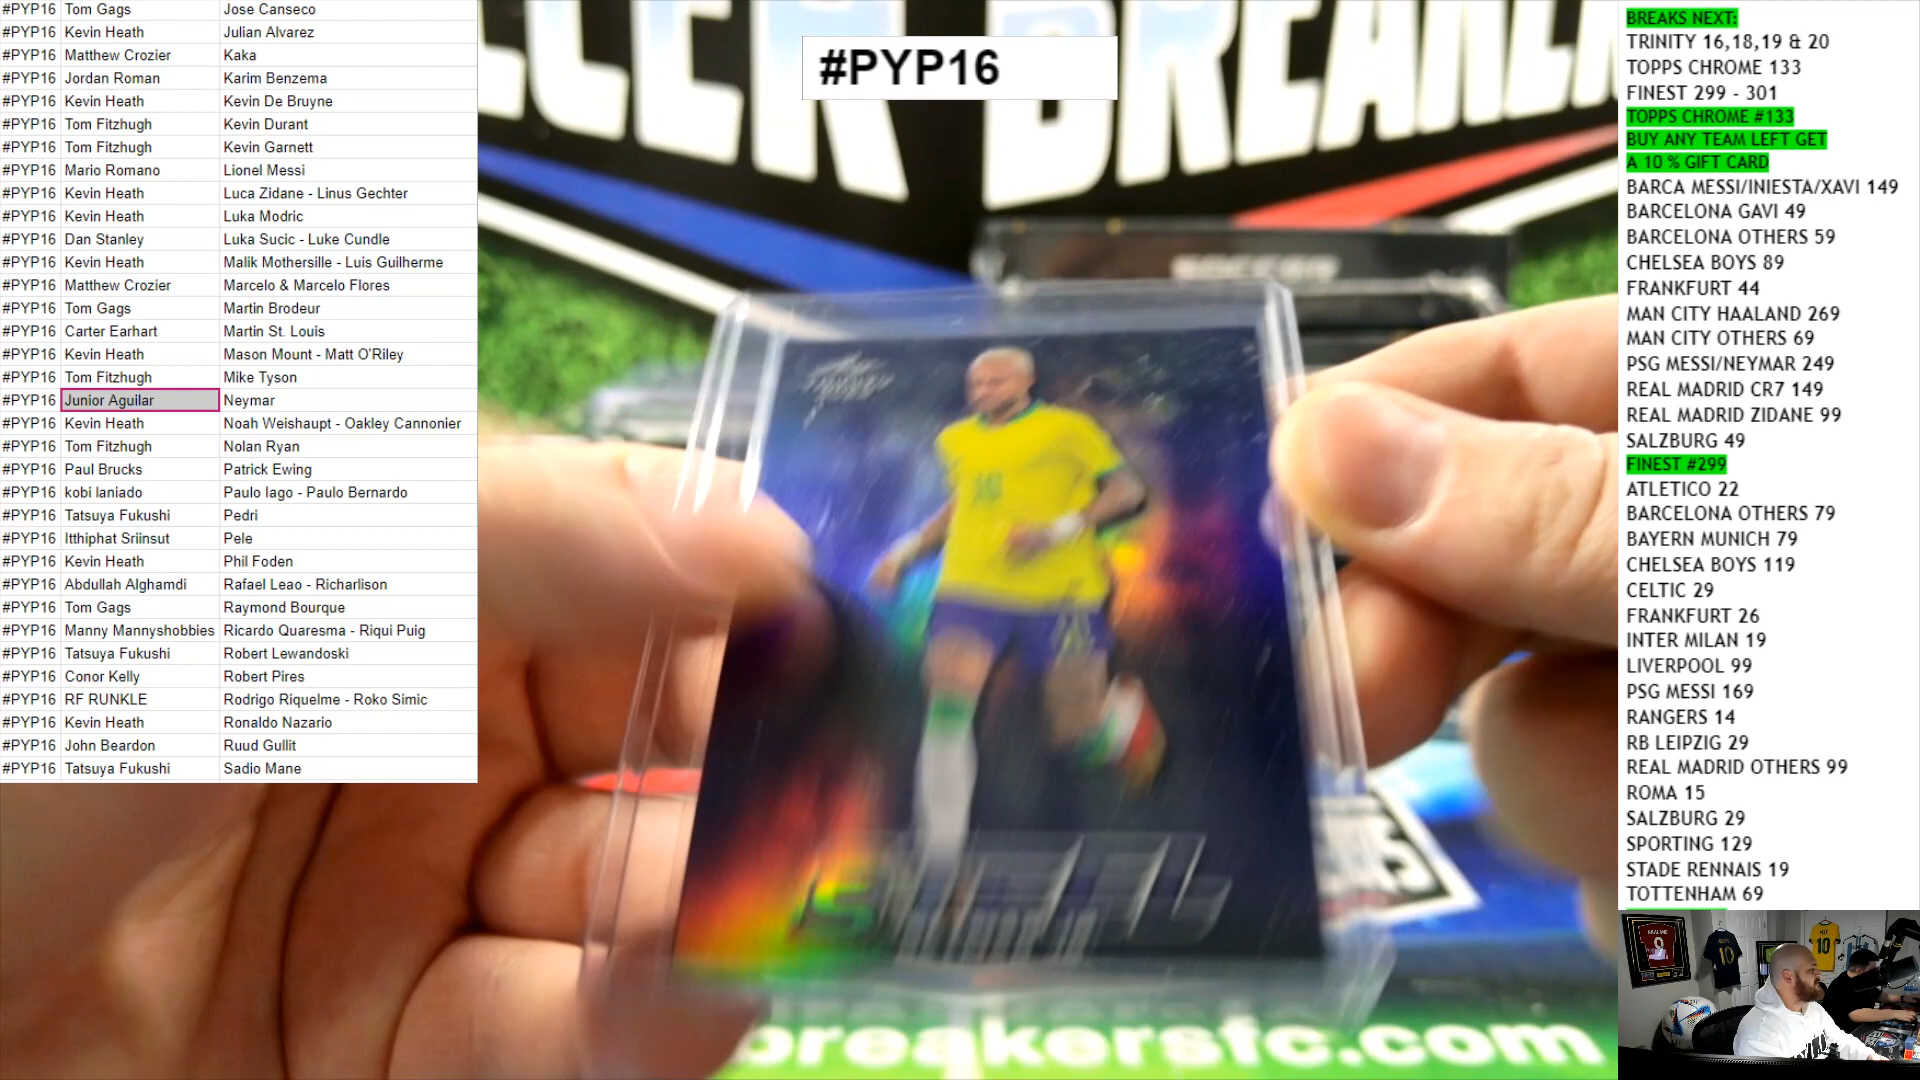 #PYP16 Tom Gags Jose Canseco
#PYP16 Kevin Heath Julian Alvarez
#PYP16 Matthew Crozier Kaka
#PYP16 Jordan Roman Karim Benzema
#PYP16 Kevin Heath Kevin De Bruyne
#PYP16 Tom Fitzhugh Kevin Durant
#PYP16 Tom Fitzhugh Kevin Garnett
#PYP16 Mario Romano Lionel Messi
#PYP16 Kevin Heath Luca Zidane - Linus Gechter
#PYP16 Kevin Heath Luka Modric
#PYP16 Dan Stanley Luka Sucic - Luke Cundle
#PYP16 Kevin Heath Malik Mothersille - Luis Guilherme
#PYP16 Matthew Crozier Marcelo & Marcelo Flores
#PYP16 Tom Gags Martin Brodeur
#PYP16 Carter Earhart Martin St. Louis
#PYP16 Kevin Heath Mason Mount - Matt O'Riley
#PYP16 Tom Fitzhugh Mike Tyson
#PYP16 Junior Aguilar Neymar
#PYP16 Kevin Heath Noah Weishaupt - Oakley Cannonier
#PYP16 Tom Fitzhugh Nolan Ryan
#PYP16 Paul Brucks Patrick Ewing
#PYP16 kobi laniado Paulo Iago - Paulo Bernardo
#PYP16 Tatsuya Fukushi Pedri
#PYP16 Itthiphat Sriinsut Pele
#PYP16 Kevin Heath Phil Foden
#PYP16 Abdullah Alghamdi Rafael Leao - Richarlison
#PYP16 Tom Gags Raymond Bourque
#PYP16 Manny Mannyshobbies Ricardo Quaresma - Riqui Puig
#PYP16 Tatsuya Fukushi Robert Lewandoski
#PYP16 Conor Kelly Robert Pires
#PYP16 RF RUNKLE Rodrigo Riquelme - Roko Simic
#PYP16 Kevin Heath Ronaldo Nazario
#PYP16 John Beardon Ruud Gullit
#PYP16 Tatsuya Fukushi Sadio Mane
#PYP16
SOCCER
breakersfc.com
BREAKS NEXT:
TRINITY 16,18,19 & 20
TOPPS CHROME 133
FINEST 299 - 301
TOPPS CHROME #133
BUY ANY TEAM LEFT GET
A 10 % GIFT CARD
BARCA MESSI/INIESTA/XAVI 149
BARCELONA GAVI 49
BARCELONA OTHERS 59
CHELSEA BOYS 89
FRANKFURT 44
MAN CITY HAALAND 269
MAN CITY OTHERS 69
PSG MESSI/NEYMAR 249
REAL MADRID CR7 149
REAL MADRID ZIDANE 99
SALZBURG 49
FINEST #299
ATLETICO 22
BARCELONA OTHERS 79
BAYERN MUNICH 79
CHELSEA BOYS 119
CELTIC 29
FRANKFURT 26
INTER MILAN 19
LIVERPOOL 99
PSG MESSI 169
RANGERS 14
RB LEIPZIG 29
REAL MADRID OTHERS 99
ROMA 15
SALZBURG 29
SPORTING 129
STADE RENNAIS 19
TOTTENHAM 69
HAALAND
9
10
10